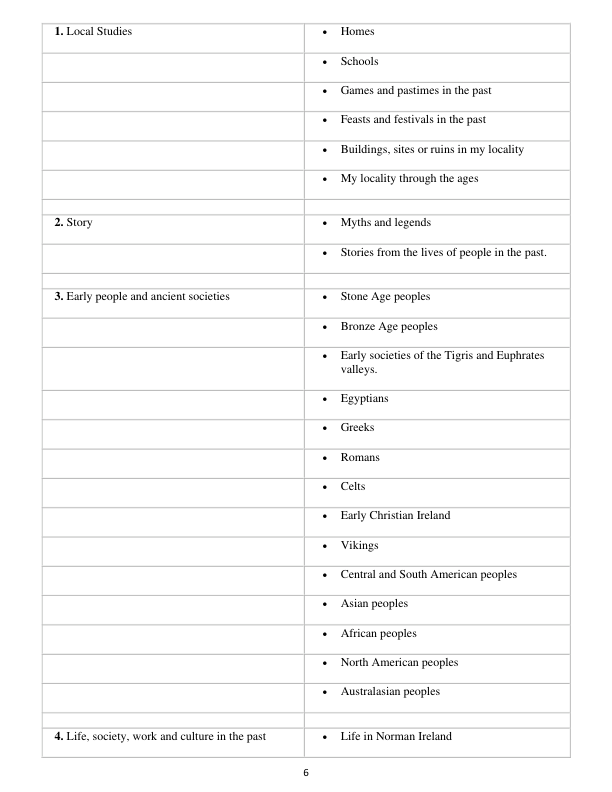 1. Local Studies
• Homes
• Schools
• Games and pastimes in the past
• Feasts and festivals in the past
• Buildings, sites or ruins in my locality
• My locality through the ages
2. Story
• Myths and legends
• Stories from the lives of people in the past.
3. Early people and ancient societies
• Stone Age peoples
• Bronze Age peoples
• Early societies of the Tigris and Euphrates
valleys.
• Egyptians
• Greeks
• Romans
• Celts
• Early Christian Ireland
• Vikings
• Central and South American peoples
• Asian peoples
• African peoples
• North American peoples
• Australasian peoples
4. Life, society, work and culture in the past
• Life in Norman Ireland
6